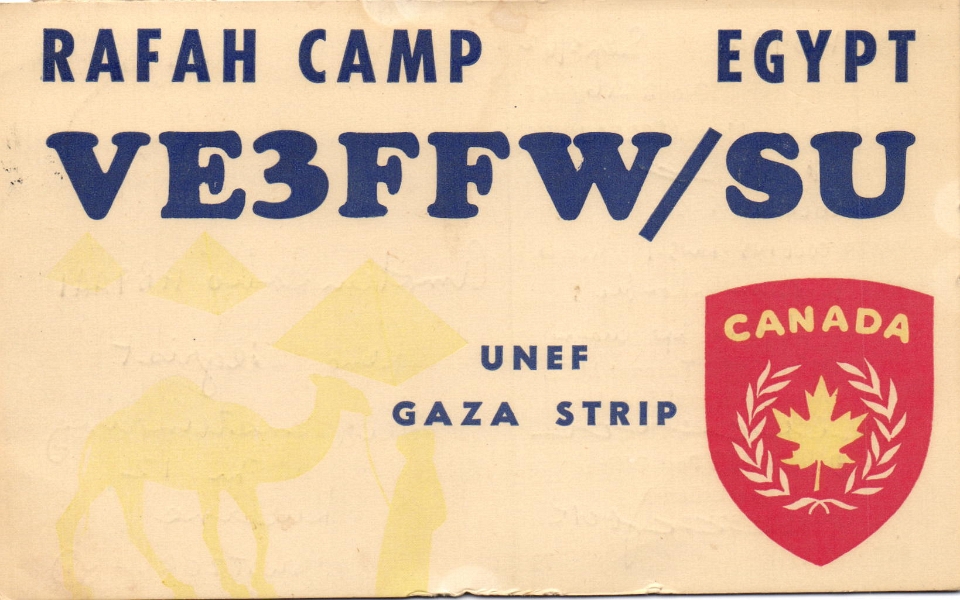 RAFAH CAMP EGYPT
VE3FFW/SU
UNEF
GAZA STRIP
CANADA